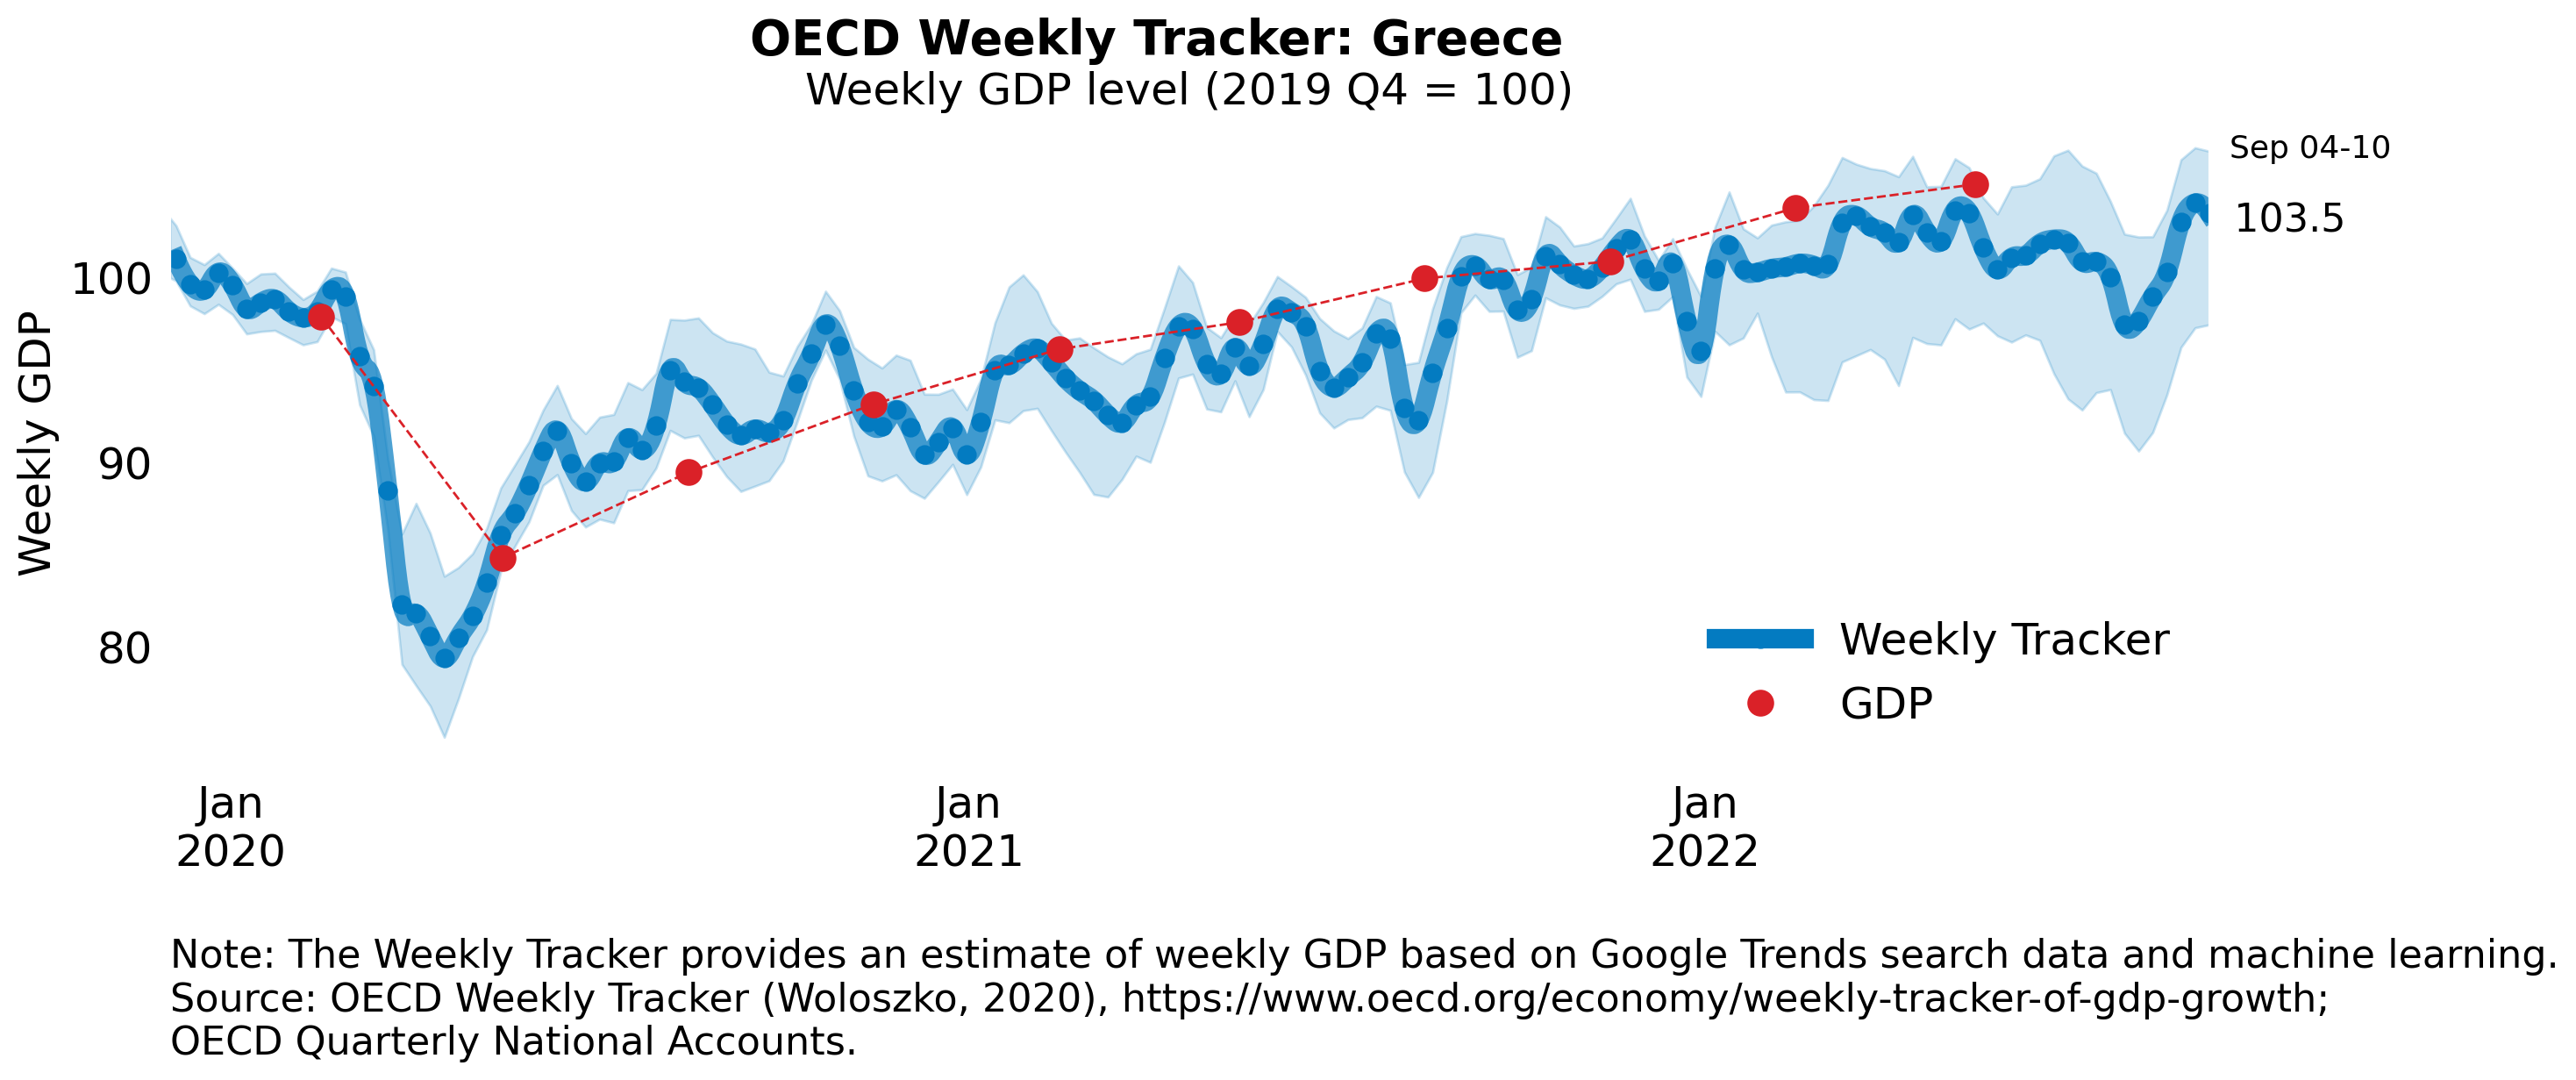 OECD Weekly Tracker: Greece
Weekly GDP level (2019 Q4 = 100)
Sep 04-10
103.5
Weekly GDP
100
90
80
Weekly Tracker
GDP
Jan
2020
Jan
2021
Jan
2022
Note: The Weekly Tracker provides an estimate of weekly GDP based on Google Trends search data and machine learning.
Source: OECD Weekly Tracker (Woloszko, 2020), https://www.oecd.org/economy/weekly-tracker-of-gdp-growth;
OECD Quarterly National Accounts.